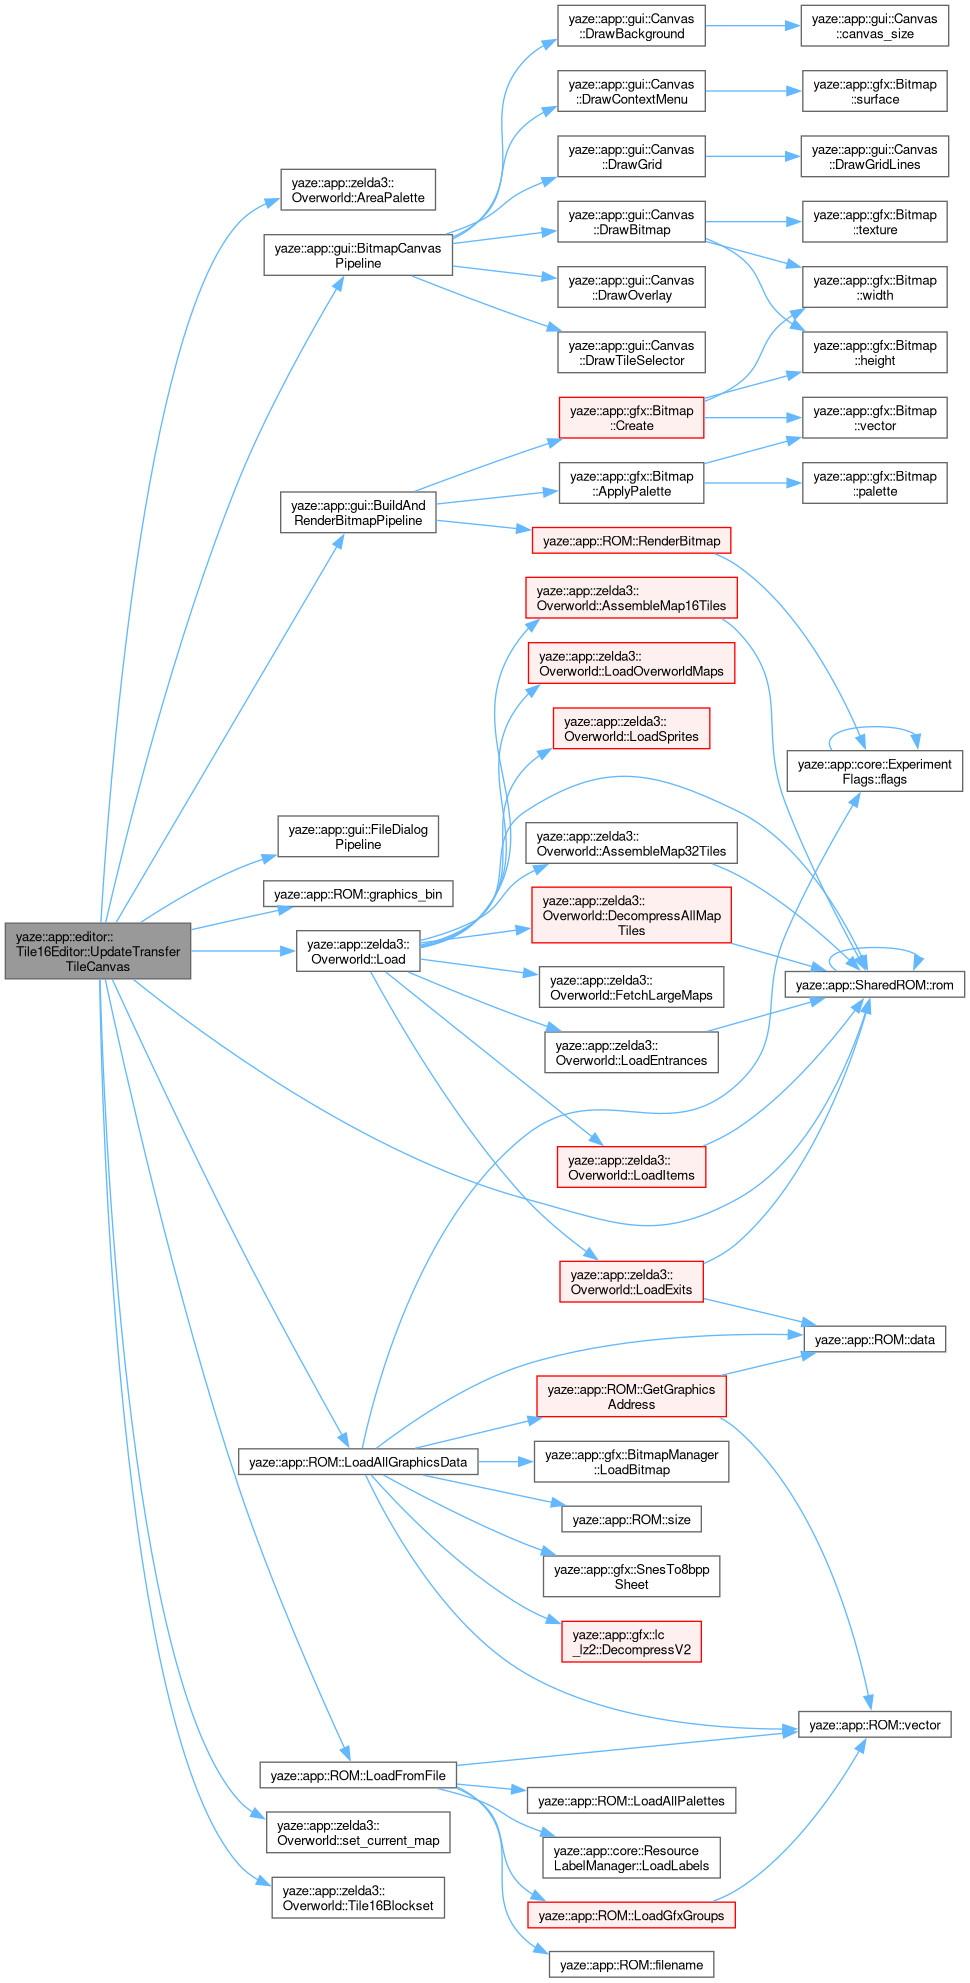 yaze::app::gui::Canvas
::DrawBackground
yaze::app::gui::Canvas
::canvas_size
yaze::app::gui::Canvas
::DrawContextMenu
yaze::app::gfx::Bitmap
::surface
yaze::app::gui::Canvas
::DrawGrid
yaze::app::gui::Canvas
::DrawGridLines
yaze::app::zelda3::
Overworld::AreaPalette
yaze::app::gui::Canvas
::DrawBitmap
yaze::app::gfx::Bitmap
::texture
yaze::app::gui::BitmapCanvas
Pipeline
yaze::app::gui::Canvas
::DrawOverlay
yaze::app::gfx::Bitmap
::width
yaze::app::gui::Canvas
::DrawTileSelector
yaze::app::gfx::Bitmap
::height
yaze::app::gfx::Bitmap
::Create
yaze::app::gfx::Bitmap
::vector
yaze::app::gfx::Bitmap
::ApplyPalette
yaze::app::gfx::Bitmap
::palette
yaze::app::gui::BuildAnd
RenderBitmapPipeline
yaze::app::ROM::RenderBitmap
yaze::app::zelda3::
Overworld::AssembleMap16Tiles
yaze::app::zelda3::
Overworld::LoadOverworldMaps
yaze::app::zelda3::
Overworld::LoadSprites
yaze::app::core::Experiment
Flags::flags
yaze::app::gui::FileDialog
Pipeline
yaze::app::zelda3::
Overworld::AssembleMap32Tiles
yaze::app::ROM::graphics_bin
yaze::app::zelda3::
Overworld::DecompressAllMap
Tiles
yaze::app::editor::
Tile16Editor::UpdateTransfer
TileCanvas
yaze::app::zelda3::
Overworld::Load
yaze::app::zelda3::
Overworld::FetchLargeMaps
yaze::app::SharedROM::rom
yaze::app::zelda3::
Overworld::LoadEntrances
yaze::app::zelda3::
Overworld::LoadItems
yaze::app::zelda3::
Overworld::LoadExits
yaze::app::ROM::data
yaze::app::ROM::GetGraphics
Address
yaze::app::ROM::LoadAllGraphicsData
yaze::app::gfx::BitmapManager
::LoadBitmap
yaze::app::ROM::size
yaze::app::gfx::SnesTo8bpp
Sheet
yaze::app::gfx::lc
_lz2::DecompressV2
yaze::app::ROM::vector
yaze::app::ROM::LoadFromFile
yaze::app::ROM::LoadAllPalettes
yaze::app::zelda3::
Overworld::set_current_map
yaze::app::core::Resource
LabelManager::LoadLabels
yaze::app::zelda3::
Overworld::Tile16Blockset
yaze::app::ROM::LoadGfxGroups
yaze::app::ROM::filename